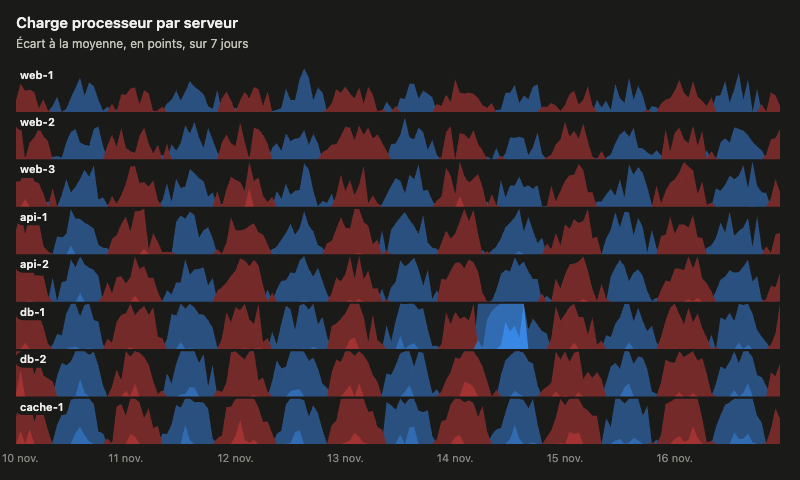 Charge processeur par serveur
Écart à la moyenne, en points, sur 7 jours
web-1
web-2
web-3
api-1
api-2
db-1
db-2
cache-1
10 nov. 11 nov. 12 nov. 13 nov. 14 nov. 15 nov. 16 nov.